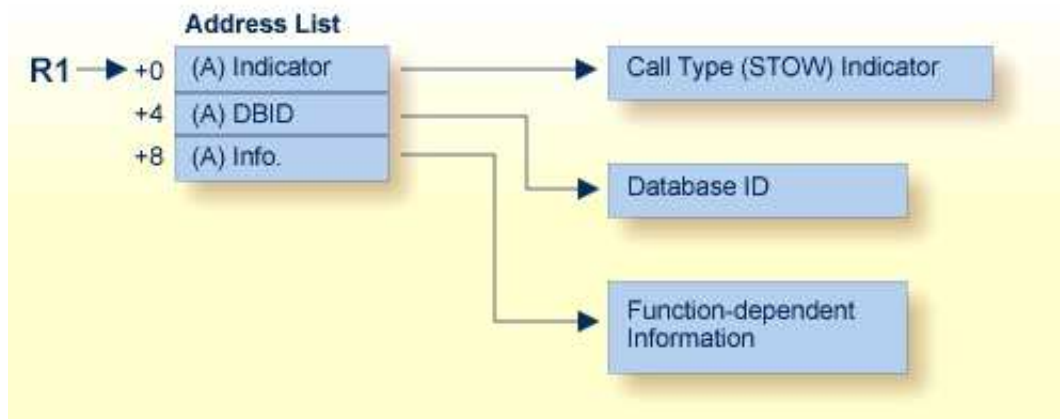 Address List
R1 +0 (A) Indicator Call Type (STOW) Indicator
+4 (A) DBID
+8 (A) Info.
Database ID
Function-dependent
Information